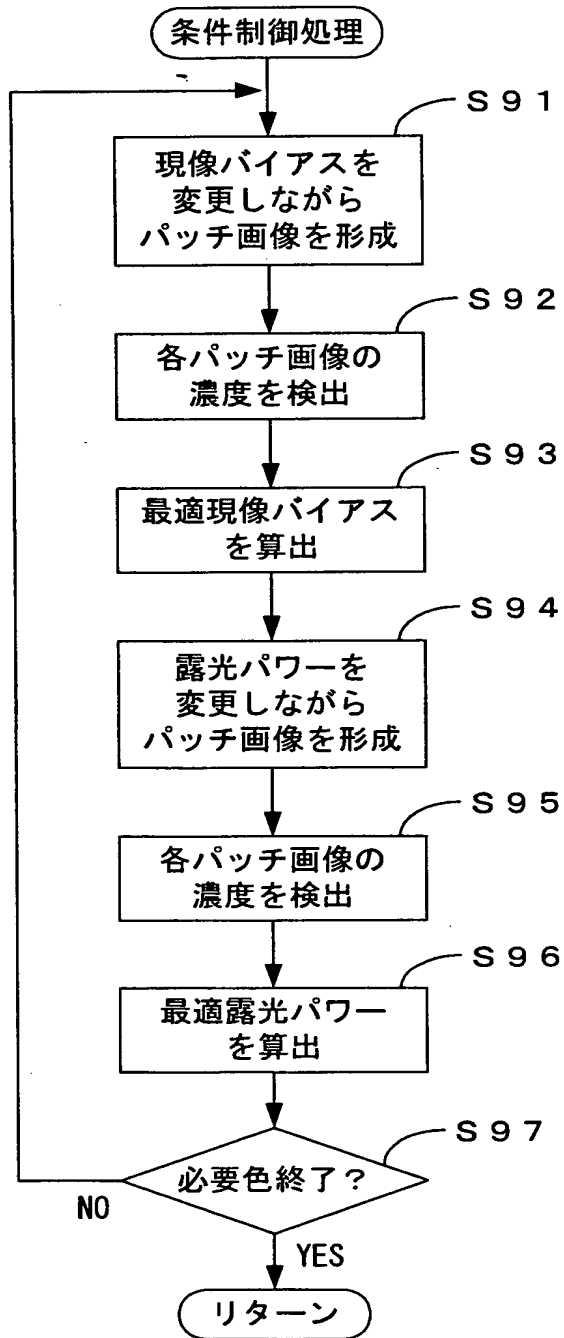 条件制御処理
S91
現像バイアスを
変更しながら
パッチ画像を形成
S92
各パッチ画像の
濃度を検出
S93
最適現像バイアス
を算出
S94
露光パワーを
変更しながら
パッチ画像を形成
S95
各パッチ画像の
濃度を検出
S96
最適露光パワー
を算出
S97
必要色終了?
NO
YES
リターン